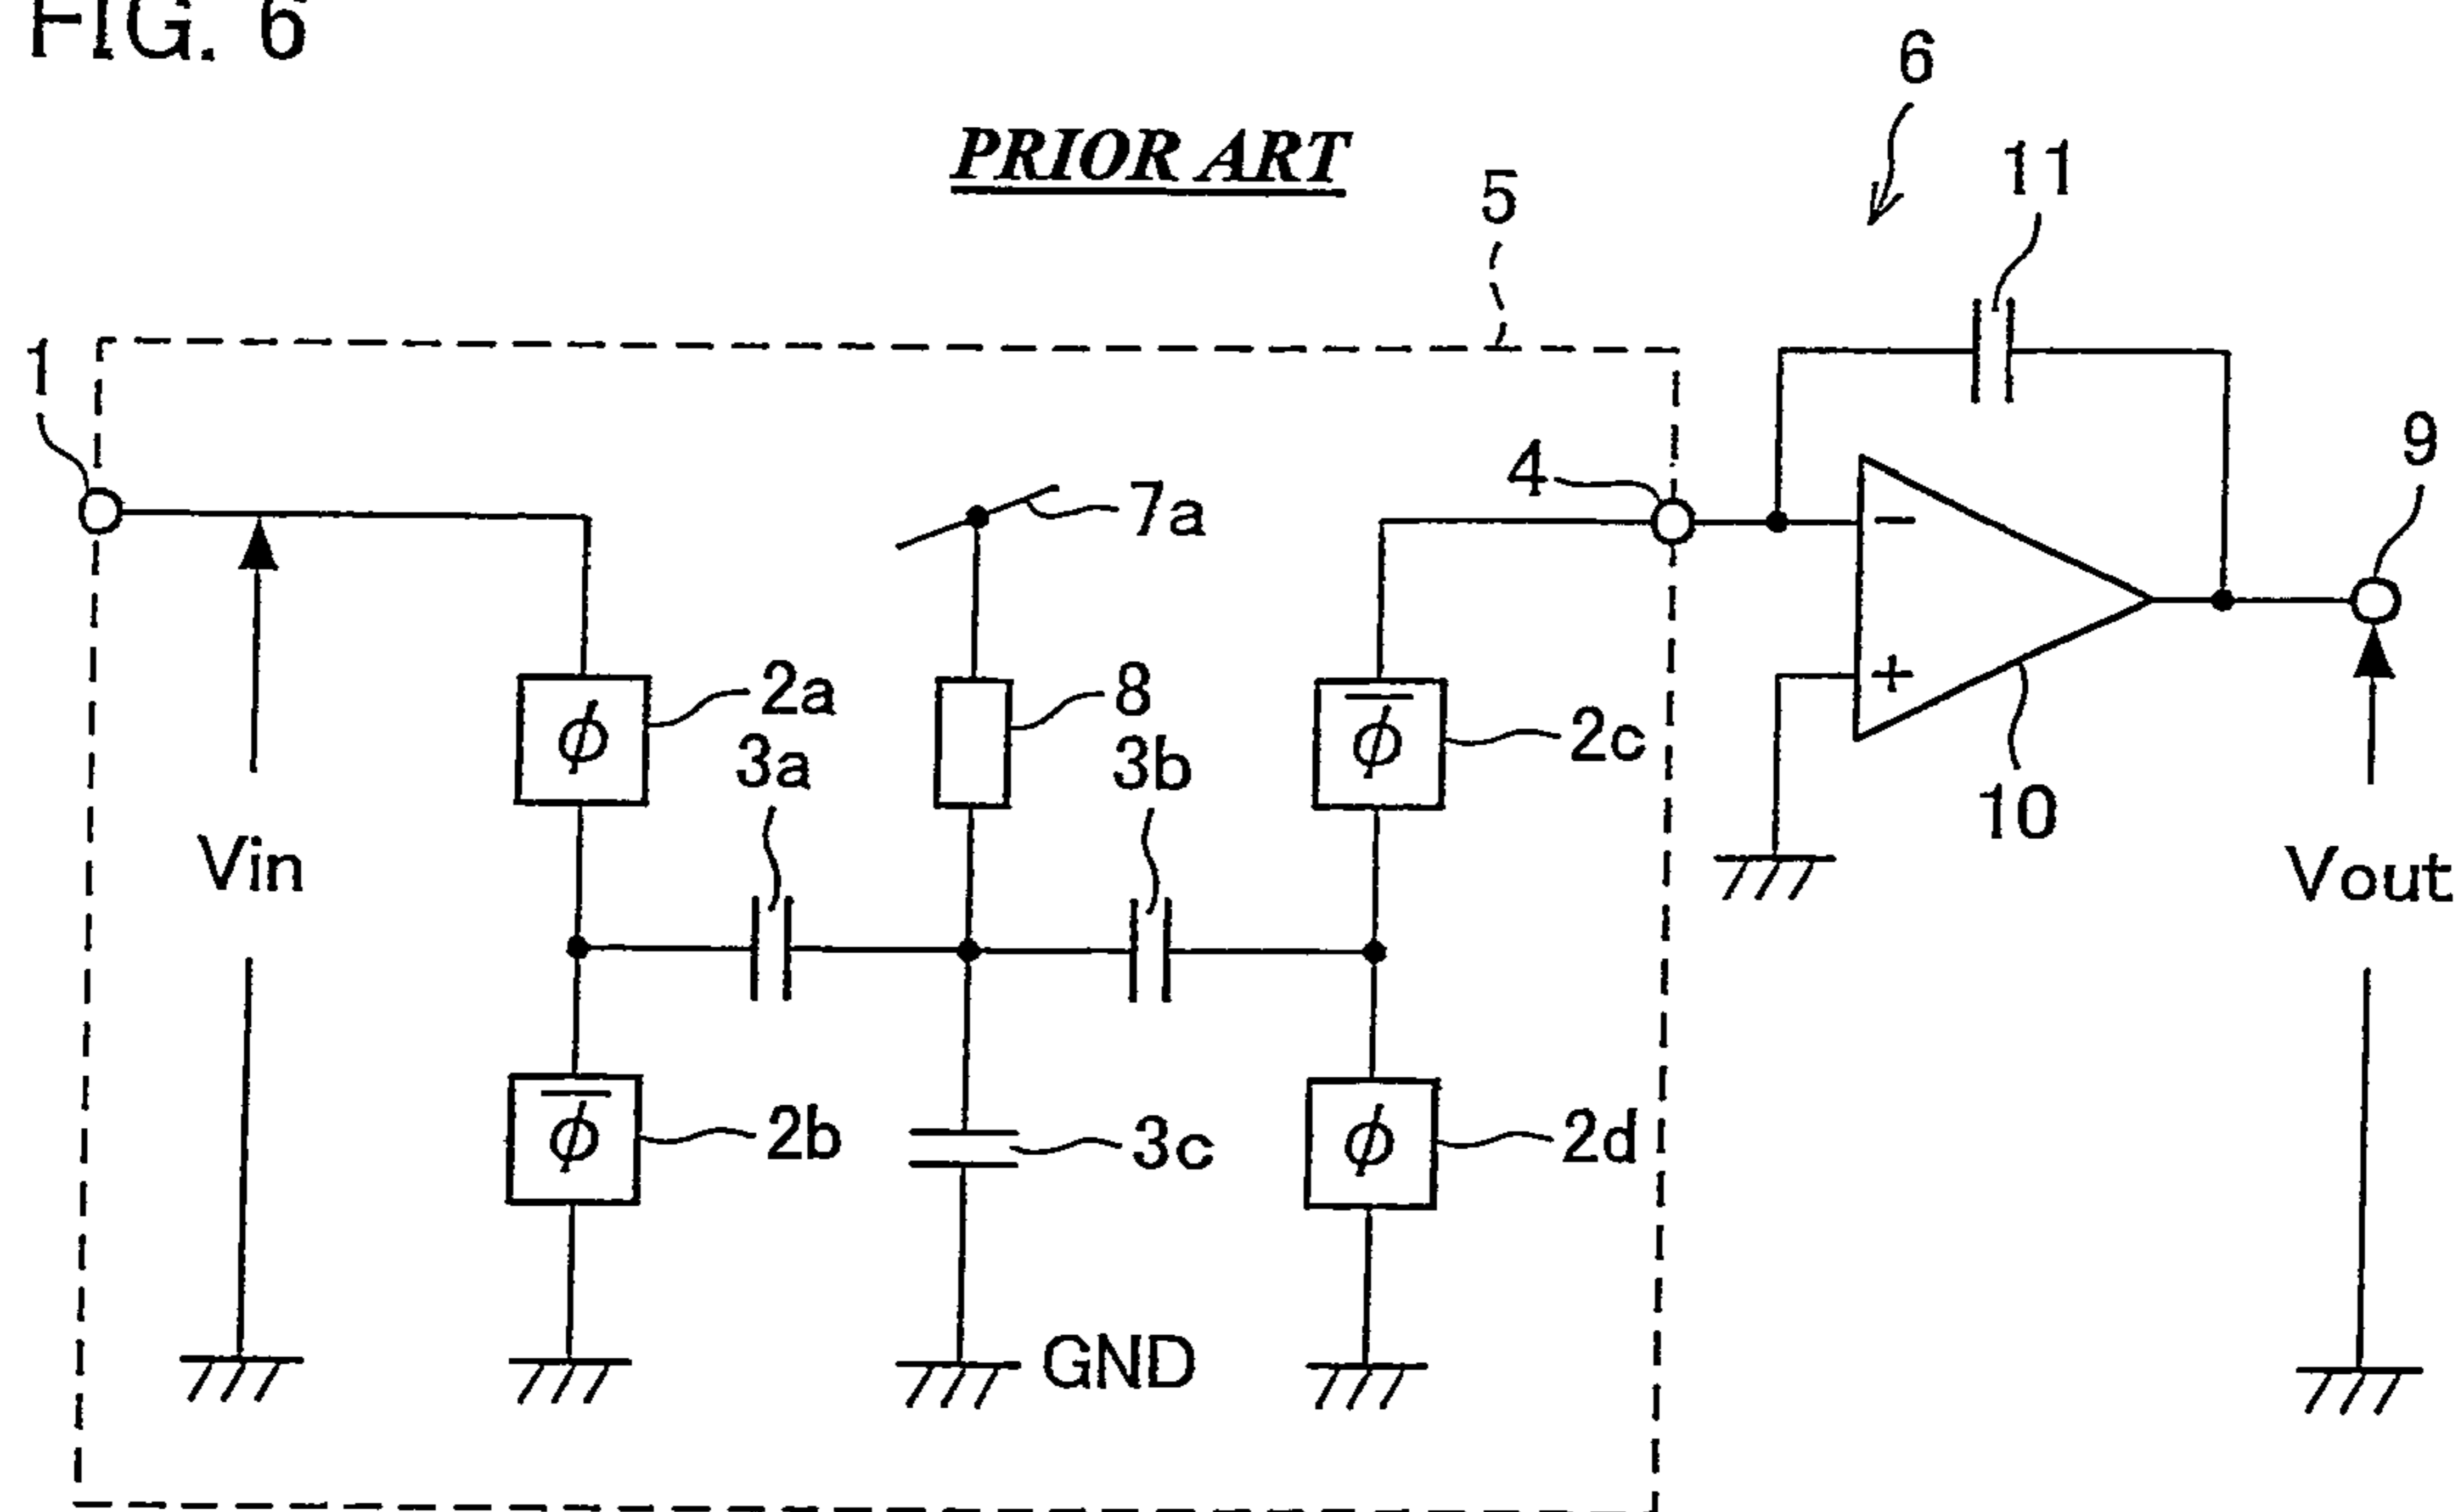 FIG. 6
PRIOR ART
6
11
5
1
9
4
7a
−
+
ϕ
2a
8
ϕ̅
2c
3a
3b
10
Vin
Vout
ϕ̅
2b
3c
ϕ
2d
GND